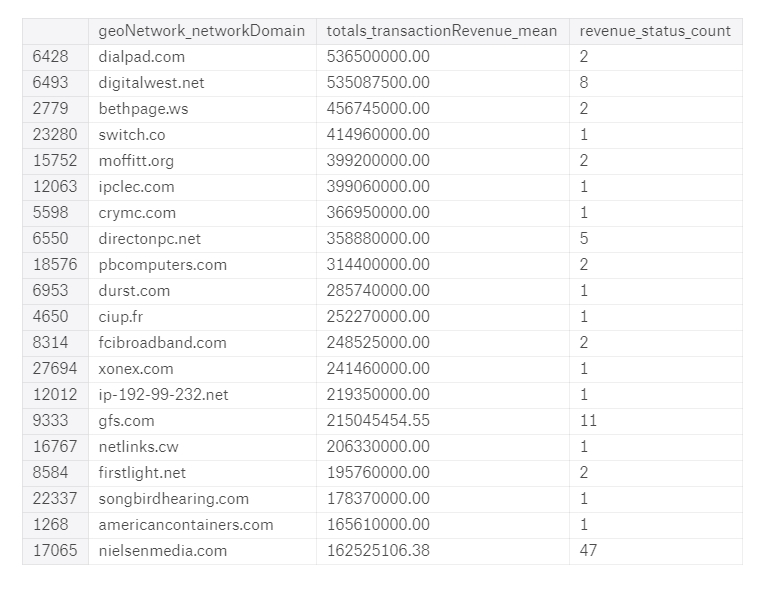 geoNetwork_networkDomain totals_transactionRevenue_mean revenue_status_count
6428 dialpad.com 536500000.00 2
6493 digitalwest.net 535087500.00 8
2779 bethpage.ws 456745000.00 2
23280 switch.co 414960000.00 1
15752 moffitt.org 399200000.00 2
12063 ipclec.com 399060000.00 1
5598 crymc.com 366950000.00 1
6550 directonpc.net 358880000.00 5
18576 pbcomputers.com 314400000.00 2
6953 durst.com 285740000.00 1
4650 ciup.fr 252270000.00 1
8314 fcibroadband.com 248525000.00 2
27694 xonex.com 241460000.00 1
12012 ip-192-99-232.net 219350000.00 1
9333 gfs.com 215045454.55 11
16767 netlinks.cw 206330000.00 1
8584 firstlight.net 195760000.00 2
22337 songbirdhearing.com 178370000.00 1
1268 americancontainers.com 165610000.00 1
17065 nielsenmedia.com 162525106.38 47